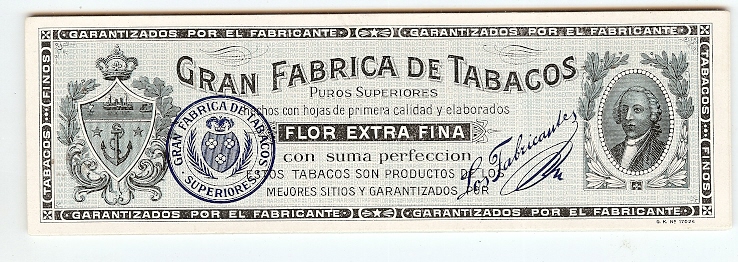 GARANTIZADOS POR EL FABRICANTE GARANTIZADOS POR EL FABRICANTE
TABACOS FINOS
GRAN FABRICA DE TABACOS
PUROS SUPERIORES
hechos con hojas de primera calidad y elaborados
FLOR EXTRA FINA
con suma perfeccion
ESTOS TABACOS SON PRODUCTOS DE LOS
MEJORES SITIOS Y GARANTIZADOS POR
Los Fabricantes
GRAN FABRICA DE TABACOS
SUPERIORES
TABACOS FINOS
GARANTIZADOS POR EL FABRICANTE GARANTIZADOS POR EL FABRICANTE